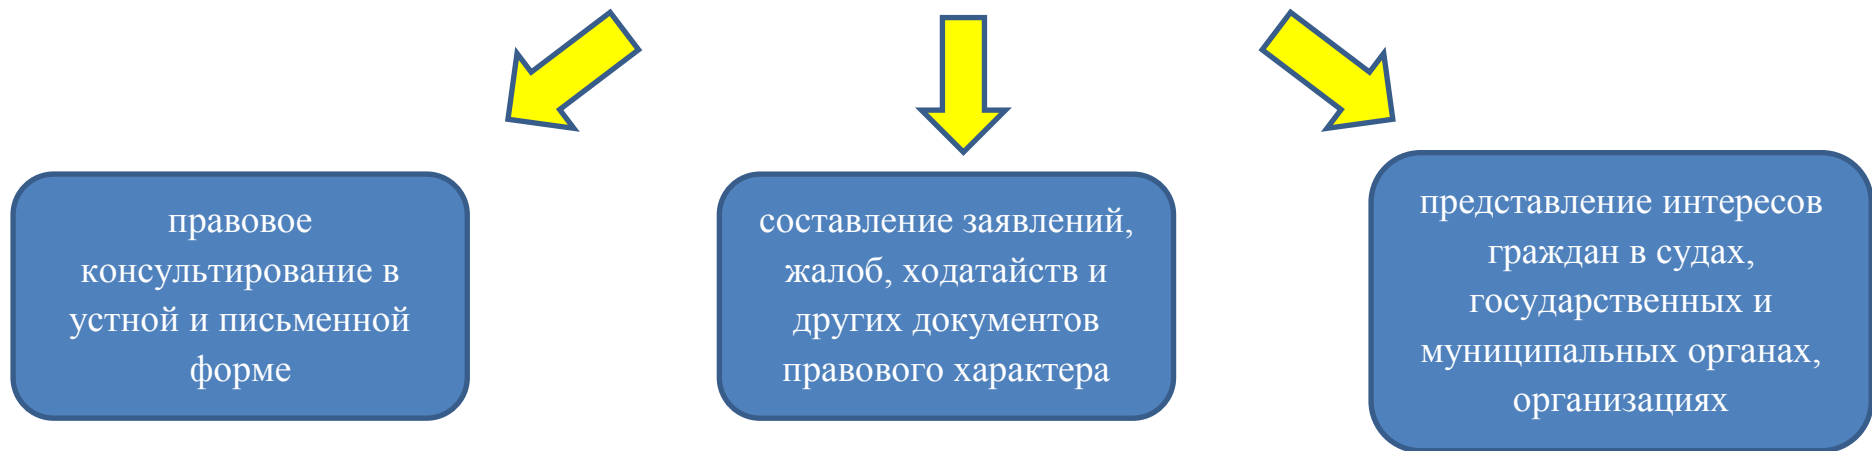 правовое
консультирование в
устной и письменной
форме
составление заявлений,
жалоб, ходатайств и
других документов
правового характера
представление интересов
граждан в судах,
государственных и
муниципальных органах,
организациях